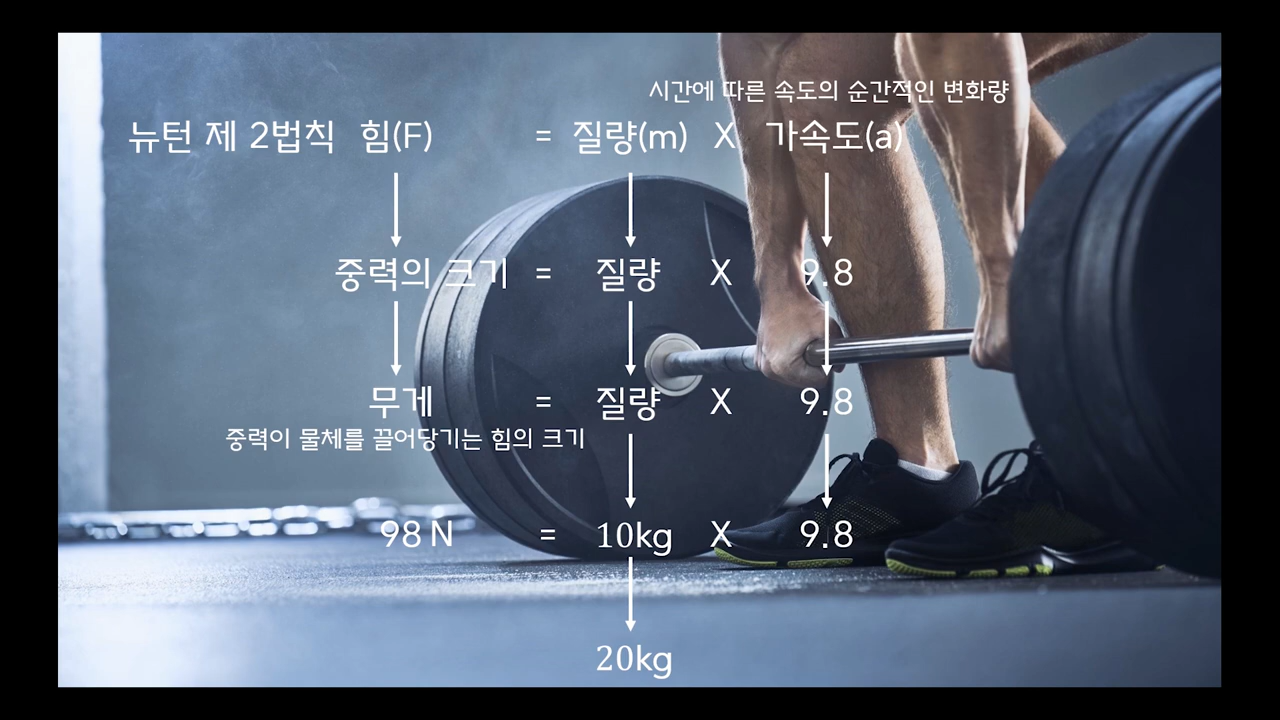 시간에 따른 속도의 순간적인 변화량
뉴턴 제 2법칙 힘(F) = 질량(m) X 가속도(a)
중력의 크기 = 질량 X 9.8
무게 = 질량 X 9.8
중력이 물체를 끌어당기는 힘의 크기
98 N = 10kg X 9.8
20kg